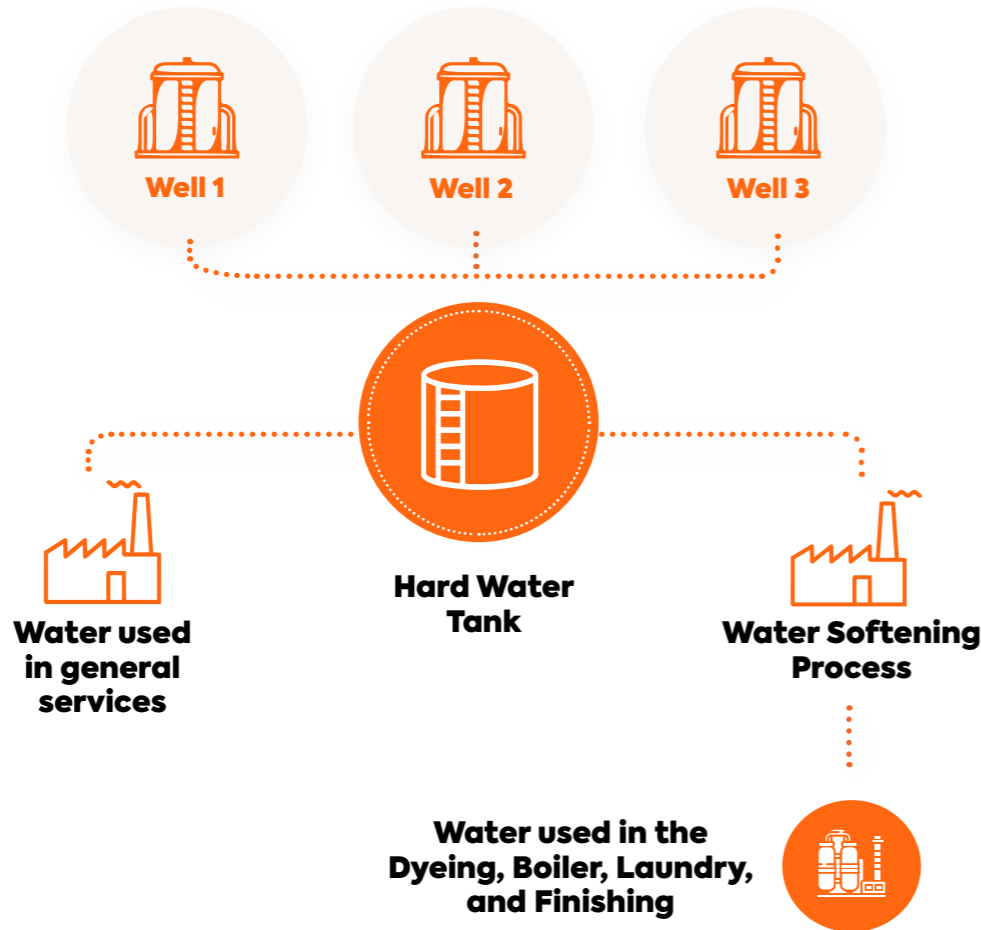 Well 1
Well 2
Well 3
Hard Water
Tank
Water used
in general
services
Water Softening
Process
Water used in the
Dyeing, Boiler, Laundry,
and Finishing